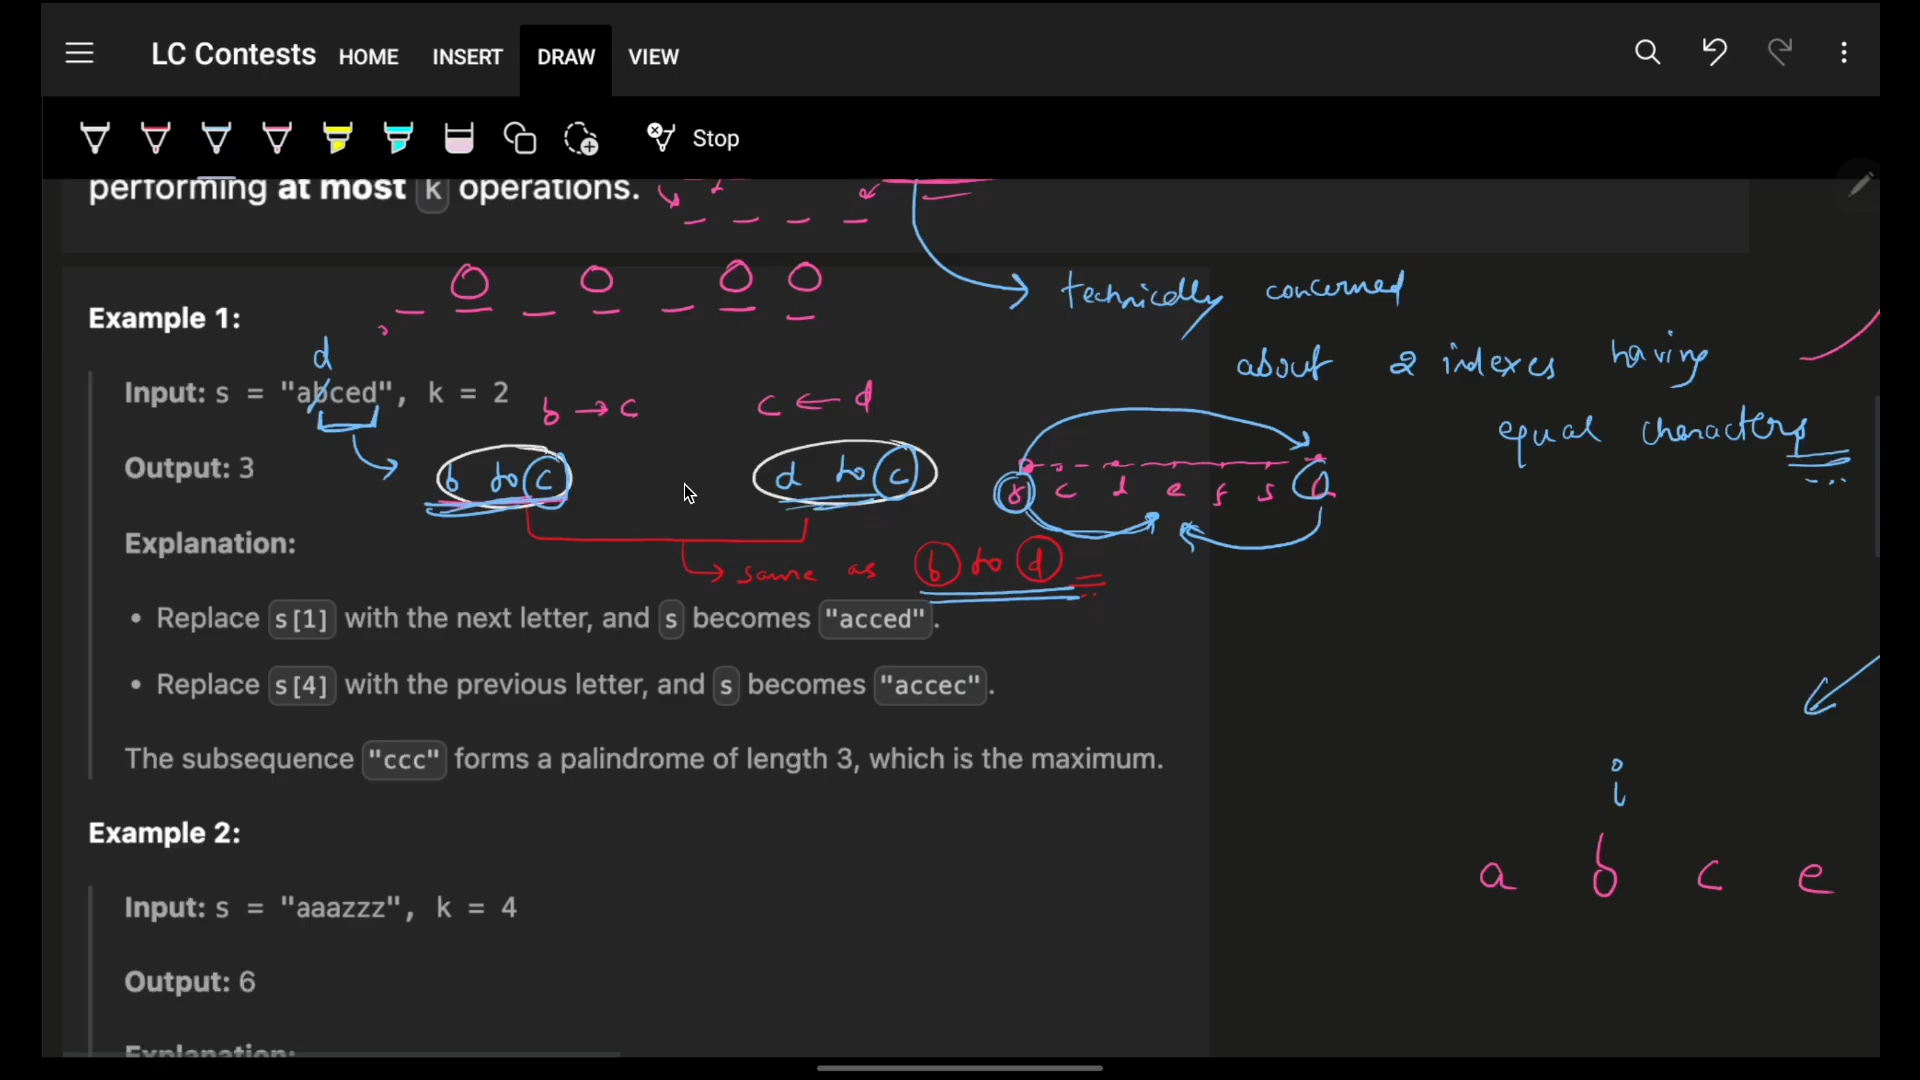 LC Contests HOME INSERT DRAW VIEW
Stop
performing at most k operations.
technically concerned
Example 1:
about 2 indexes having
d
Input: s = "abced", k = 2
b → c c ← d
equal characters
Output: 3
b to c d to c
c d e f s
Explanation:
same as b to d
• Replace s[1] with the next letter, and s becomes "acced".
• Replace s[4] with the previous letter, and s becomes "accec".
The subsequence "ccc" forms a palindrome of length 3, which is the maximum.
i
Example 2:
a b c e
Input: s = "aaazzz", k = 4
Output: 6
Explanation: